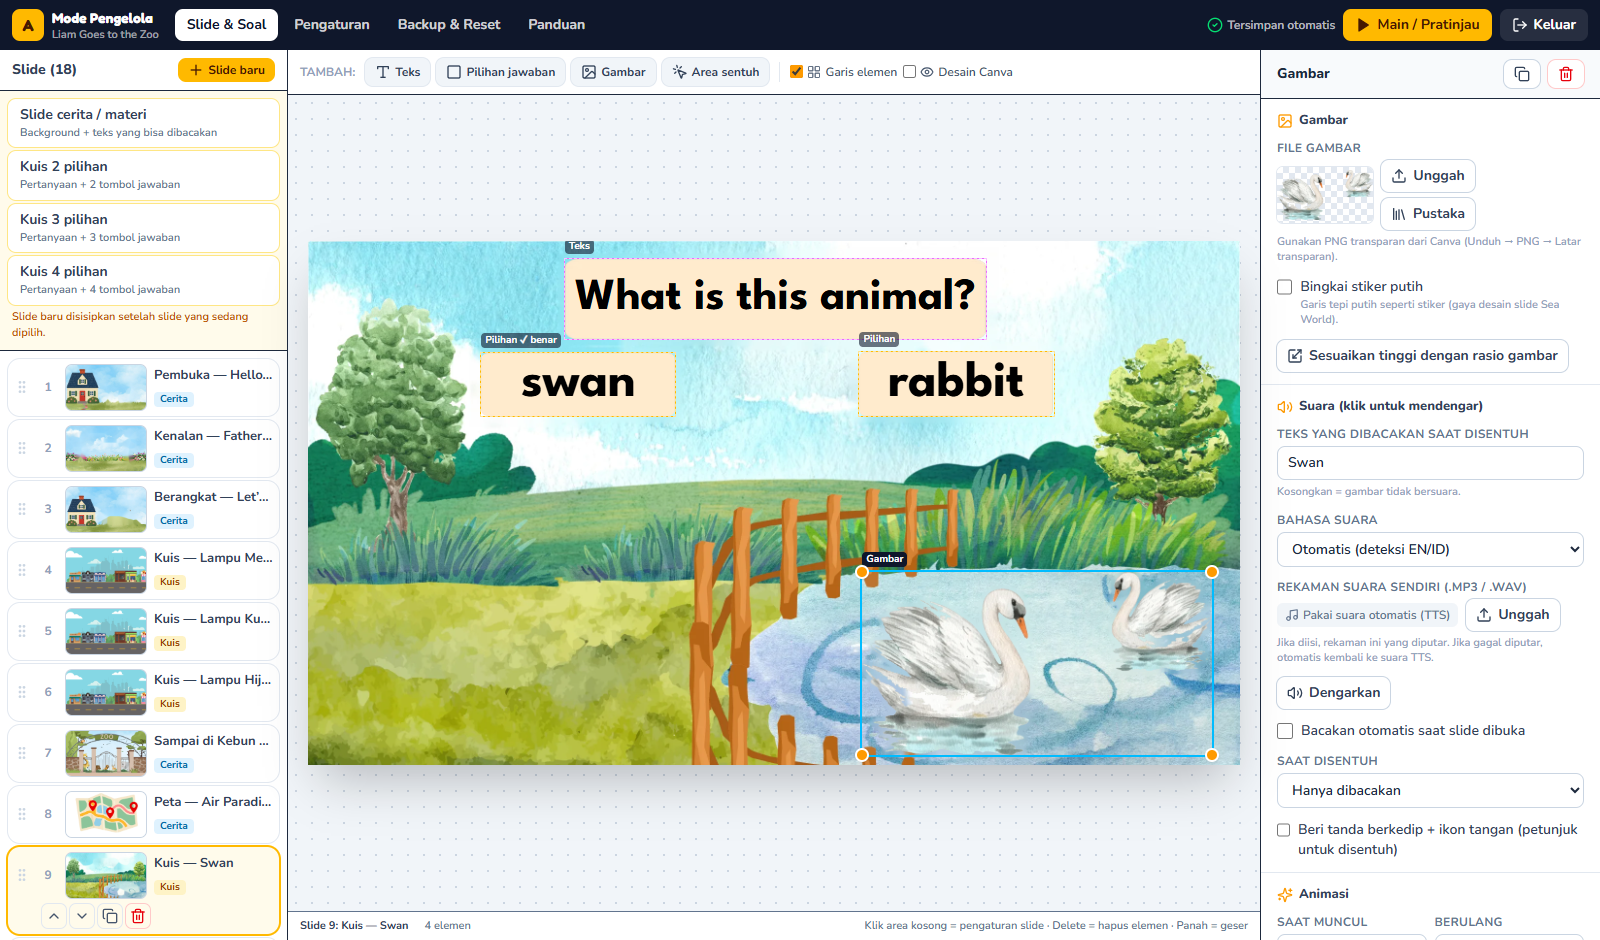 A
Mode Pengelola
Liam Goes to the Zoo
Slide & Soal
Pengaturan
Backup & Reset
Panduan
Tersimpan otomatis
Main / Pratinjau
Keluar
Slide (18)
Slide baru
Slide cerita / materi
Background + teks yang bisa dibacakan
Kuis 2 pilihan
Pertanyaan + 2 tombol jawaban
Kuis 3 pilihan
Pertanyaan + 3 tombol jawaban
Kuis 4 pilihan
Pertanyaan + 4 tombol jawaban
Slide baru disisipkan setelah slide yang sedang
dipilih.
1
Pembuka — Hello...
Cerita
2
Kenalan — Father...
Cerita
3
Berangkat — Let'...
Cerita
4
Kuis — Lampu Me...
Kuis
5
Kuis — Lampu Ku...
Kuis
6
Kuis — Lampu Hij...
Kuis
7
Sampai di Kebun ...
Cerita
8
Peta — Air Paradi...
Cerita
9
Kuis — Swan
Kuis
TAMBAH:
Teks
Pilihan jawaban
Gambar
Area sentuh
Garis elemen
Desain Canva
Teks
What is this animal?
Pilihan ✓ benar
swan
Pilihan
rabbit
Gambar
Slide 9: Kuis — Swan
4 elemen
Klik area kosong = pengaturan slide · Delete = hapus elemen · Panah = geser
Gambar
Gambar
FILE GAMBAR
Unggah
Pustaka
Gunakan PNG transparan dari Canva (Unduh → PNG → Latar
transparan).
Bingkai stiker putih
Garis tepi putih seperti stiker (gaya desain slide Sea
World).
Sesuaikan tinggi dengan rasio gambar
Suara (klik untuk mendengar)
TEKS YANG DIBACAKAN SAAT DISENTUH
Swan
Kosongkan = gambar tidak bersuara.
BAHASA SUARA
Otomatis (deteksi EN/ID)
REKAMAN SUARA SENDIRI (.MP3 / .WAV)
Pakai suara otomatis (TTS)
Unggah
Jika diisi, rekaman ini yang diputar. Jika gagal diputar,
otomatis kembali ke suara TTS.
Dengarkan
Bacakan otomatis saat slide dibuka
SAAT DISENTUH
Hanya dibacakan
Beri tanda berkedip + ikon tangan (petunjuk
untuk disentuh)
Animasi
SAAT MUNCUL
BERULANG